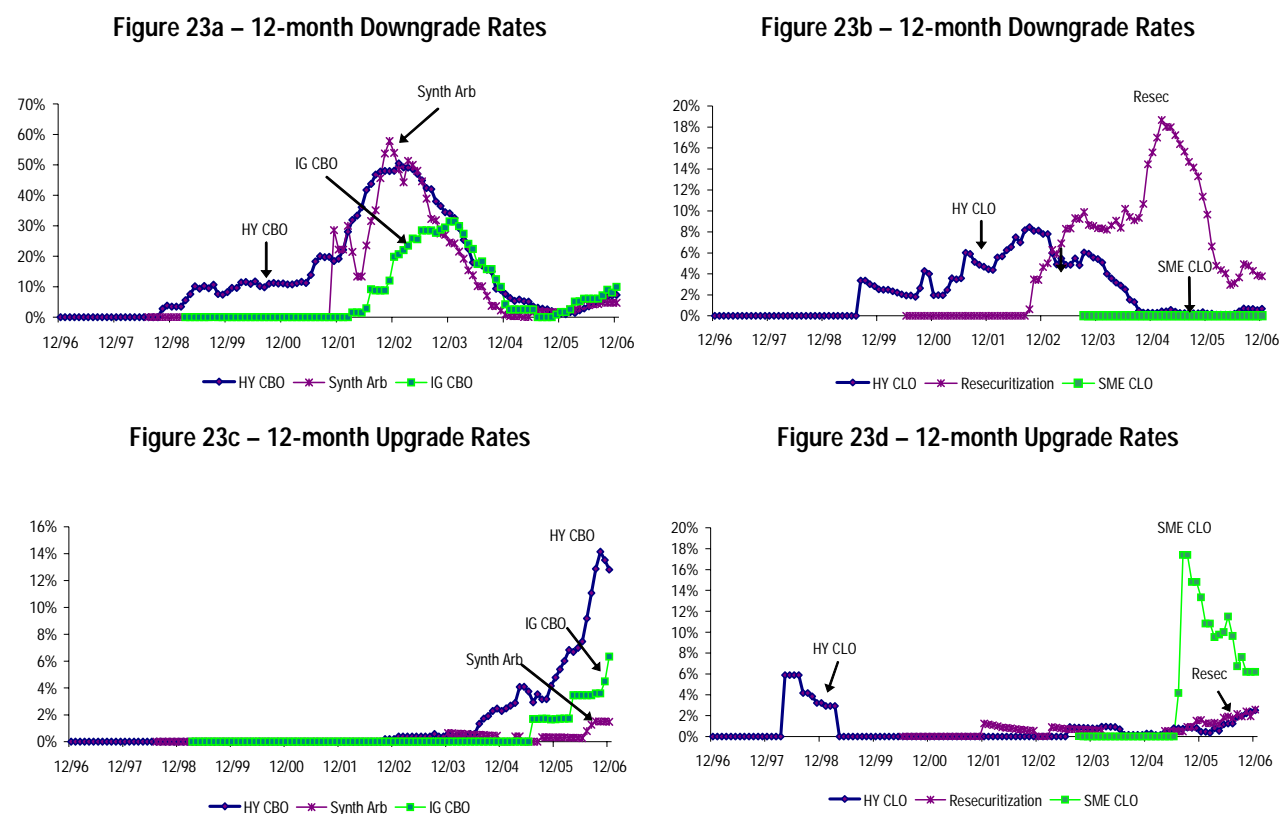 Figure 23a – 12-month Downgrade Rates
70%
60%
50%
40%
30%
20%
10%
0%
Synth Arb
IG CBO
HY CBO
12/96 12/97 12/98 12/99 12/00 12/01 12/02 12/03 12/04 12/05 12/06
HY CBO Synth Arb IG CBO
Figure 23b – 12-month Downgrade Rates
20%
18%
16%
14%
12%
10%
8%
6%
4%
2%
0%
Resec
HY CLO
SME CLO
12/96 12/97 12/98 12/99 12/00 12/01 12/02 12/03 12/04 12/05 12/06
HY CLO Resecuritization SME CLO
Figure 23c – 12-month Upgrade Rates
16%
14%
12%
10%
8%
6%
4%
2%
0%
HY CBO
IG CBO
Synth Arb
12/96 12/97 12/98 12/99 12/00 12/01 12/02 12/03 12/04 12/05 12/06
HY CBO Synth Arb IG CBO
Figure 23d – 12-month Upgrade Rates
20%
18%
16%
14%
12%
10%
8%
6%
4%
2%
0%
SME CLO
HY CLO
Resec
12/96 12/97 12/98 12/99 12/00 12/01 12/02 12/03 12/04 12/05 12/06
HY CLO Resecuritization SME CLO